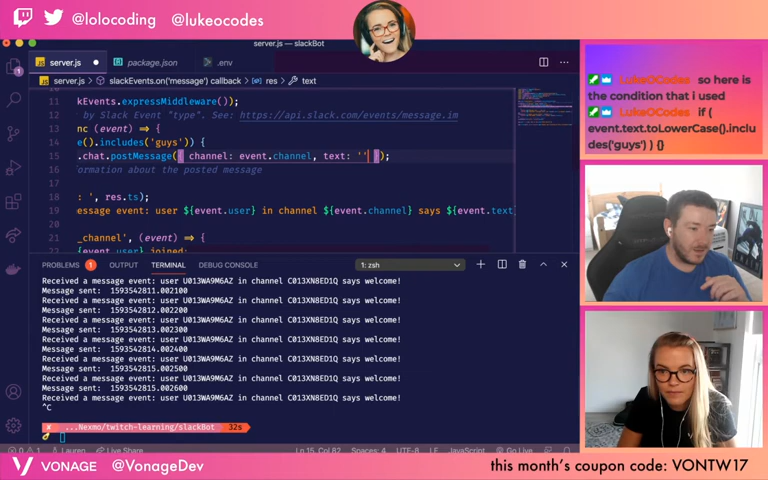 @lolocoding @lukeocodes
server.js — slackBot
server.js package.json .env
server.js > slackEvents.on('message') callback > res > text
11 kEvents.expressMiddleware());
12 by Slack Event "type". See: https://api.slack.com/events/message.im
13 nc (event) => {
14 e().includes('guys') {
15 .chat.postMessage({ channel: event.channel, text: '' });
16 ormation about the posted message
17
18 : ', res.ts);
19 essage event: user ${event.user} in channel ${event.channel} says ${event.text
20
21 _channel', (event) => {
22 {event.user} joined:
PROBLEMS 1 OUTPUT TERMINAL DEBUG CONSOLE 1: zsh
Received a message event: user U013WA9M6AZ in channel C013XN8ED1Q says welcome!
Message sent: 1593542811.002100
Received a message event: user U013WA9M6AZ in channel C013XN8ED1Q says welcome!
Message sent: 1593542812.002200
Received a message event: user U013WA9M6AZ in channel C013XN8ED1Q says welcome!
Message sent: 1593542813.002300
Received a message event: user U013WA9M6AZ in channel C013XN8ED1Q says welcome!
Message sent: 1593542814.002400
Received a message event: user U013WA9M6AZ in channel C013XN8ED1Q says welcome!
Message sent: 1593542815.002500
Received a message event: user U013WA9M6AZ in channel C013XN8ED1Q says welcome!
Message sent: 1593542815.002600
Received a message event: user U013WA9M6AZ in channel C013XN8ED1Q says welcome!
^C
✘ ...Nexmo/twitch-learning/slackBot 32s
Lauren Live Share Ln 15, Col 82 Spaces: 4 UTF-8 LF JavaScript Go Live
LukeOCodes so here is
the condition that i used
LukeOCodes if (
event.text.toLowerCase().inclu
des('guys') ) {}
VONAGE @VonageDev this month's coupon code: VONTW17